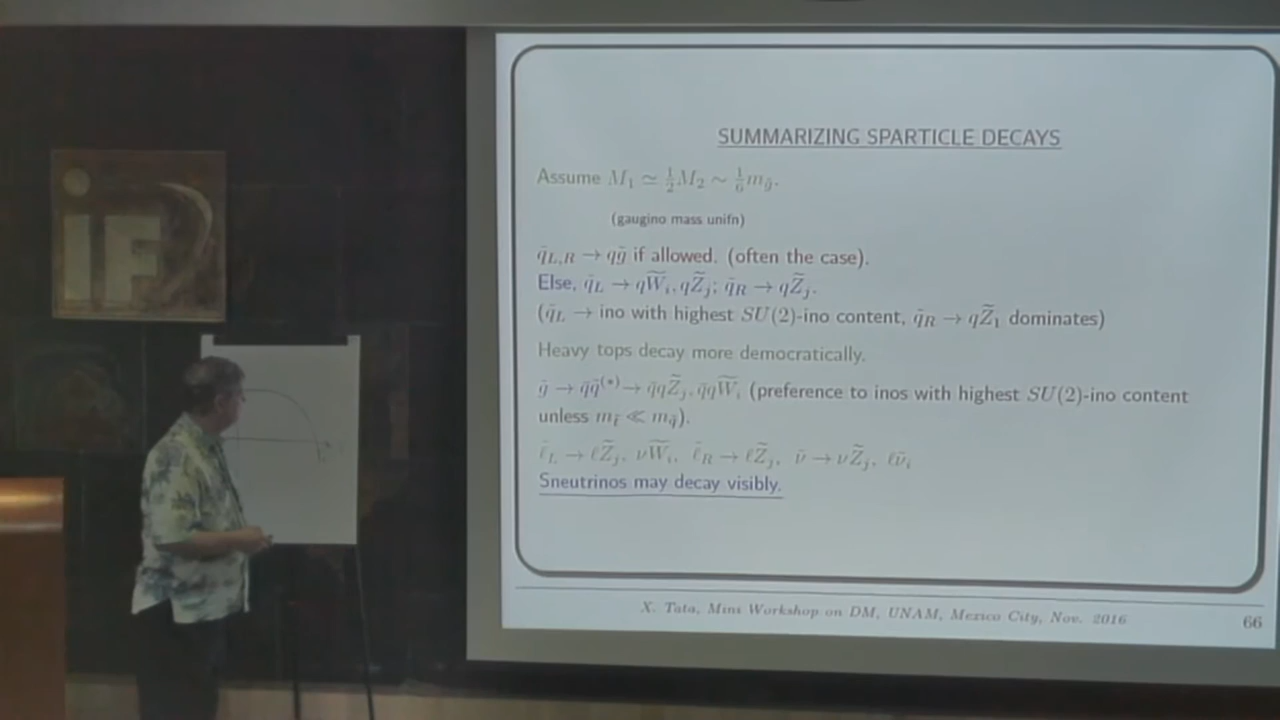 iF
SUMMARIZING SPARTICLE DECAYS
Assume M₁ ≃ ½M₂ ∼ ⅙m_g̃.
(gaugino mass unifn)
q̃_{L,R} → qg̃ if allowed. (often the case).
Else, q̃_L → qW̃_i, qZ̃_j; q̃_R → qZ̃_j.
(q̃_L → ino with highest SU(2)-ino content, q̃_R → qZ̃₁ dominates)
Heavy tops decay more democratically.
g̃ → q̄q̃^(*) → q̄qZ̃_j, q̄qW̃_i (preference to inos with highest SU(2)-ino content
unless m_t̃ ≪ m_q̃).
ℓ̃_L → ℓZ̃_j, νW̃_i, ℓ̃_R → ℓZ̃_j, ν̃ → νZ̃_j,
Sneutrinos may decay visibly.
X. Tata, Mini Workshop on DM, UNAM, Mexico City, Nov. 2016
66